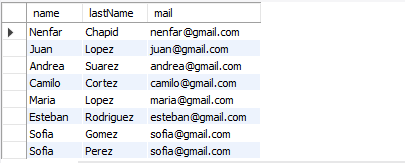 name lastName mail
Nenfar Chapid nenfar@gmail.com
Juan Lopez juan@gmail.com
Andrea Suarez andrea@gmail.com
Camilo Cortez camilo@gmail.com
Maria Lopez maria@gmail.com
Esteban Rodriguez esteban@gmail.com
Sofia Gomez sofia@gmail.com
Sofia Perez sofia@gmail.com